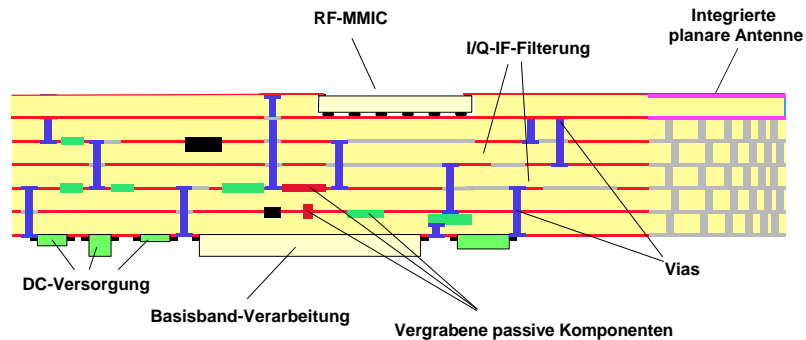 RF-MMIC
I/Q-IF-Filterung
Integrierte
planare Antenne
DC-Versorgung
Basisband-Verarbeitung
Vergrabene passive Komponenten
Vias